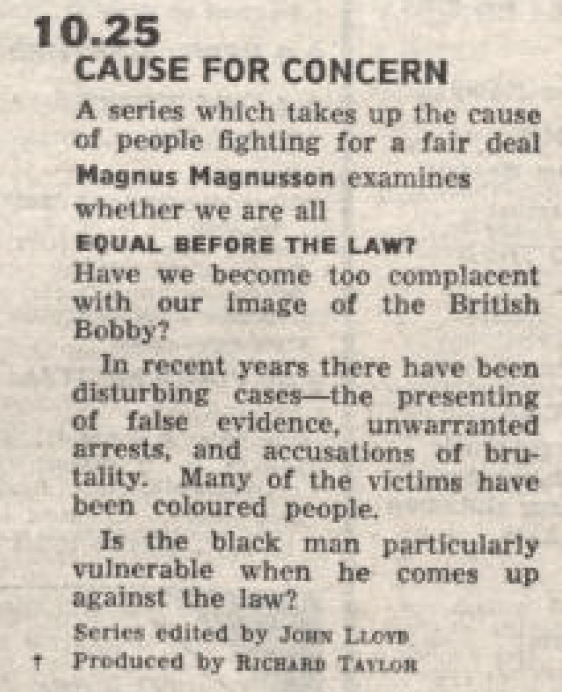 10.25
CAUSE FOR CONCERN
A series which takes up the cause
of people fighting for a fair deal
Magnus Magnusson examines
whether we are all
EQUAL BEFORE THE LAW?
Have we become too complacent
with our image of the British
Bobby?
In recent years there have been
disturbing cases—the presenting
of false evidence, unwarranted
arrests, and accusations of bru-
tality. Many of the victims have
been coloured people.
Is the black man particularly
vulnerable when he comes up
against the law?
Series edited by JOHN LLOYD
† Produced by RICHARD TAYLOR